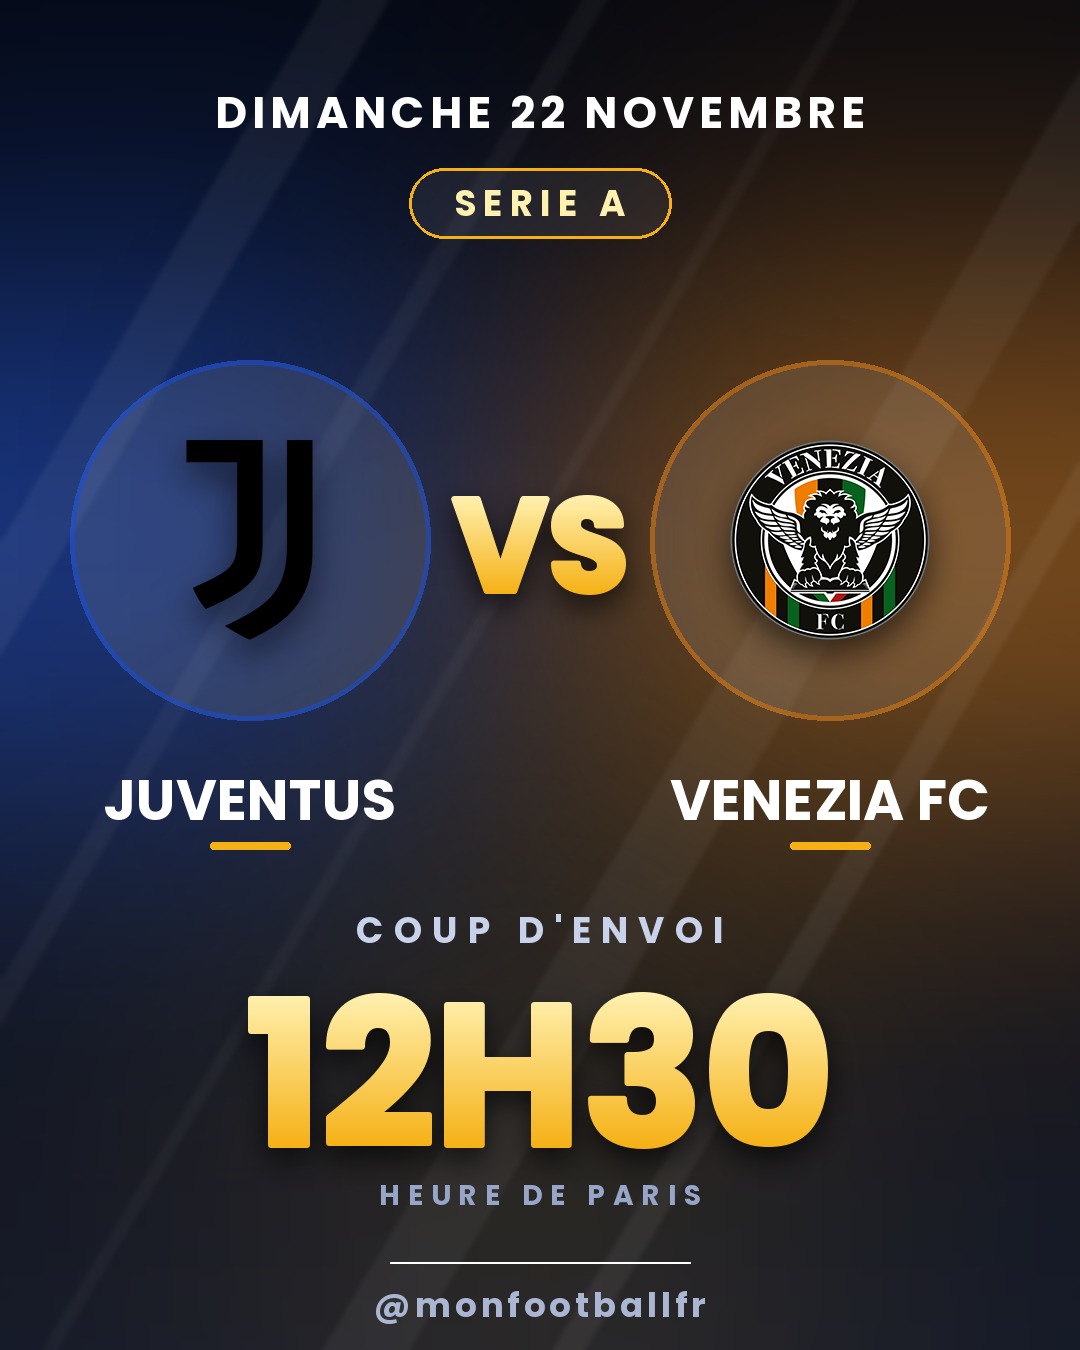 DIMANCHE 22 NOVEMBRE
SERIE A
VENEZIA
FC
VS
JUVENTUS
VENEZIA FC
COUP D'ENVOI
12H30
HEURE DE PARIS
@monfootballfr